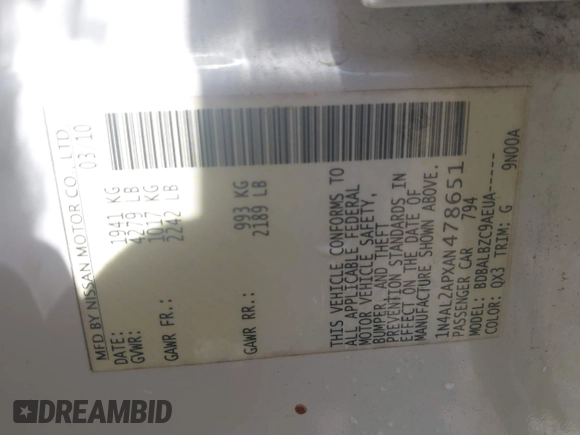 MFD BY NISSAN MOTOR CO., LTD
DATE: 03/10
GVWR: 1941 KG
4279 LB
GAWR FR.: 1017 KG
2242 LB
GAWR RR.: 993 KG
2189 LB
THIS VEHICLE CONFORMS TO
ALL APPLICABLE FEDERAL
MOTOR VEHICLE SAFETY,
BUMPER, AND THEFT
PREVENTION STANDARDS IN
EFFECT ON THE DATE OF
MANUFACTURE SHOWN ABOVE.
1N4AL2APXAN478651
PASSENGER CAR 794
MODEL: BDBALBZC9AEUA-----
COLOR: QX3 TRIM: G 9N00A
DREAMBID